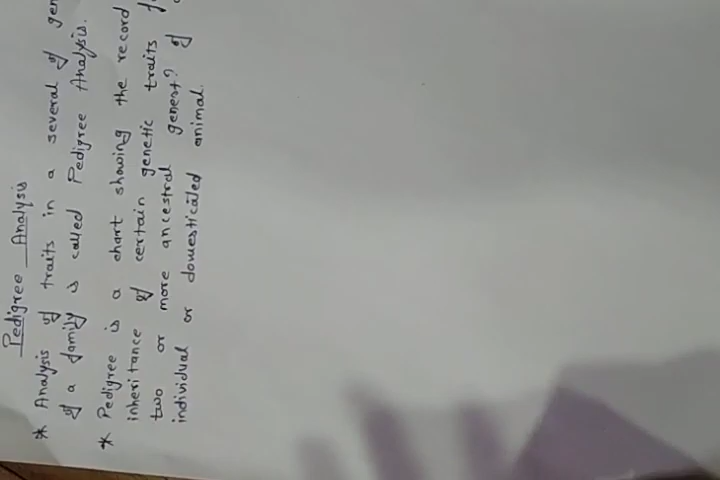 Pedigree Analysis
* Analysis of traits in a several of gen
of a family is called Pedigree Analysis.
* Pedigree is a chart showing the record
inheritance of certain genetic traits
two or more ancestral genent? of
individual or domesticated animal.